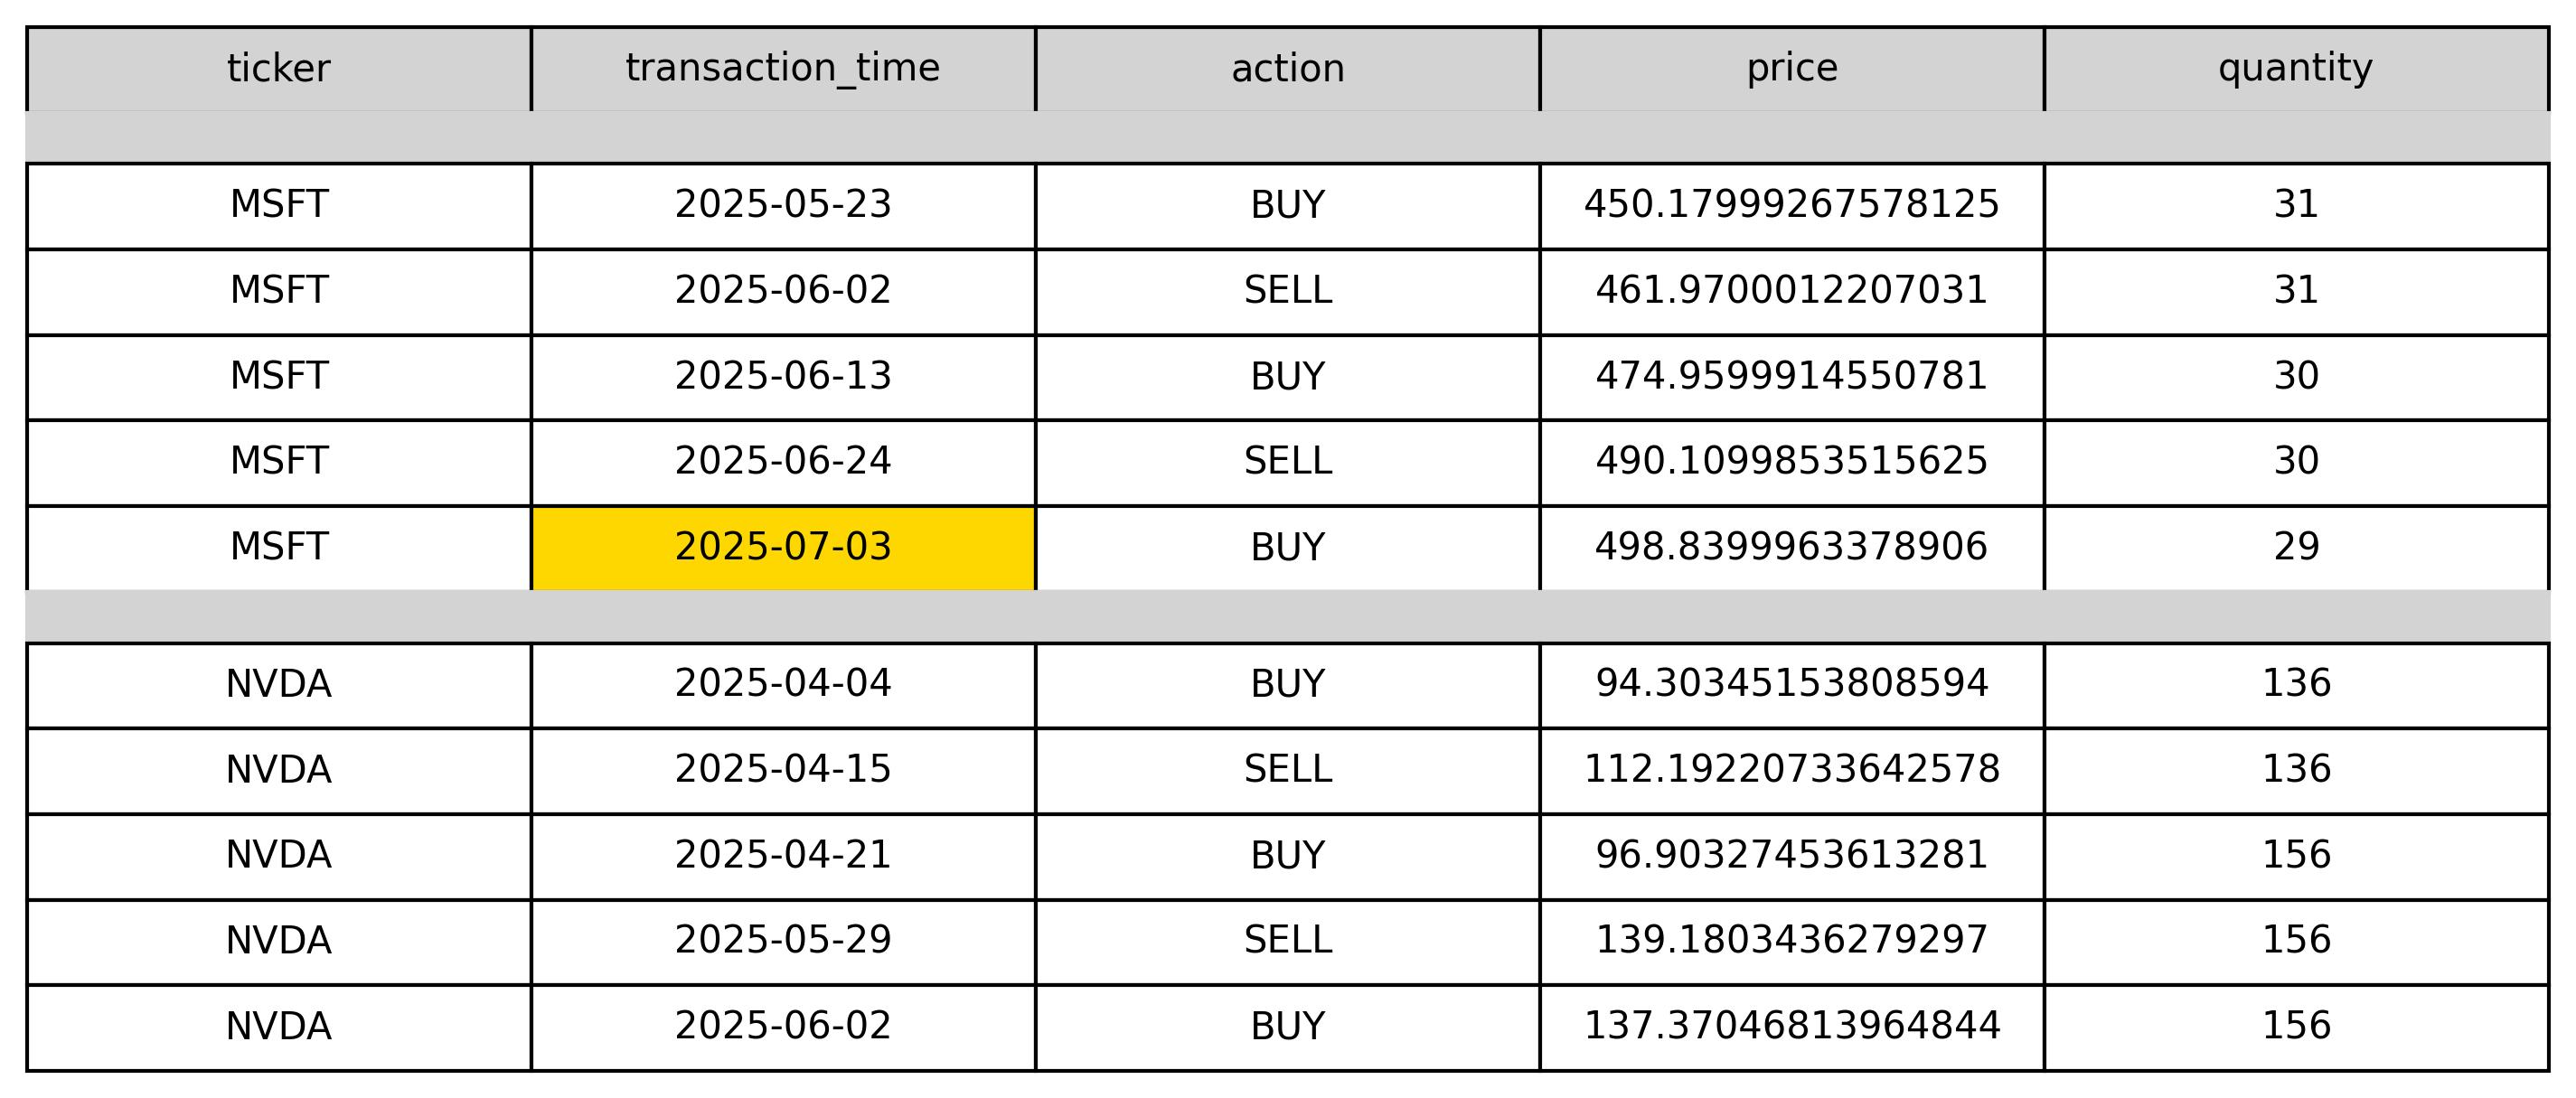 ticker transaction_time action price quantity
MSFT 2025-05-23 BUY 450.17999267578125 31
MSFT 2025-06-02 SELL 461.9700012207031 31
MSFT 2025-06-13 BUY 474.9599914550781 30
MSFT 2025-06-24 SELL 490.1099853515625 30
MSFT 2025-07-03 BUY 498.8399963378906 29
NVDA 2025-04-04 BUY 94.30345153808594 136
NVDA 2025-04-15 SELL 112.19220733642578 136
NVDA 2025-04-21 BUY 96.90327453613281 156
NVDA 2025-05-29 SELL 139.1803436279297 156
NVDA 2025-06-02 BUY 137.37046813964844 156